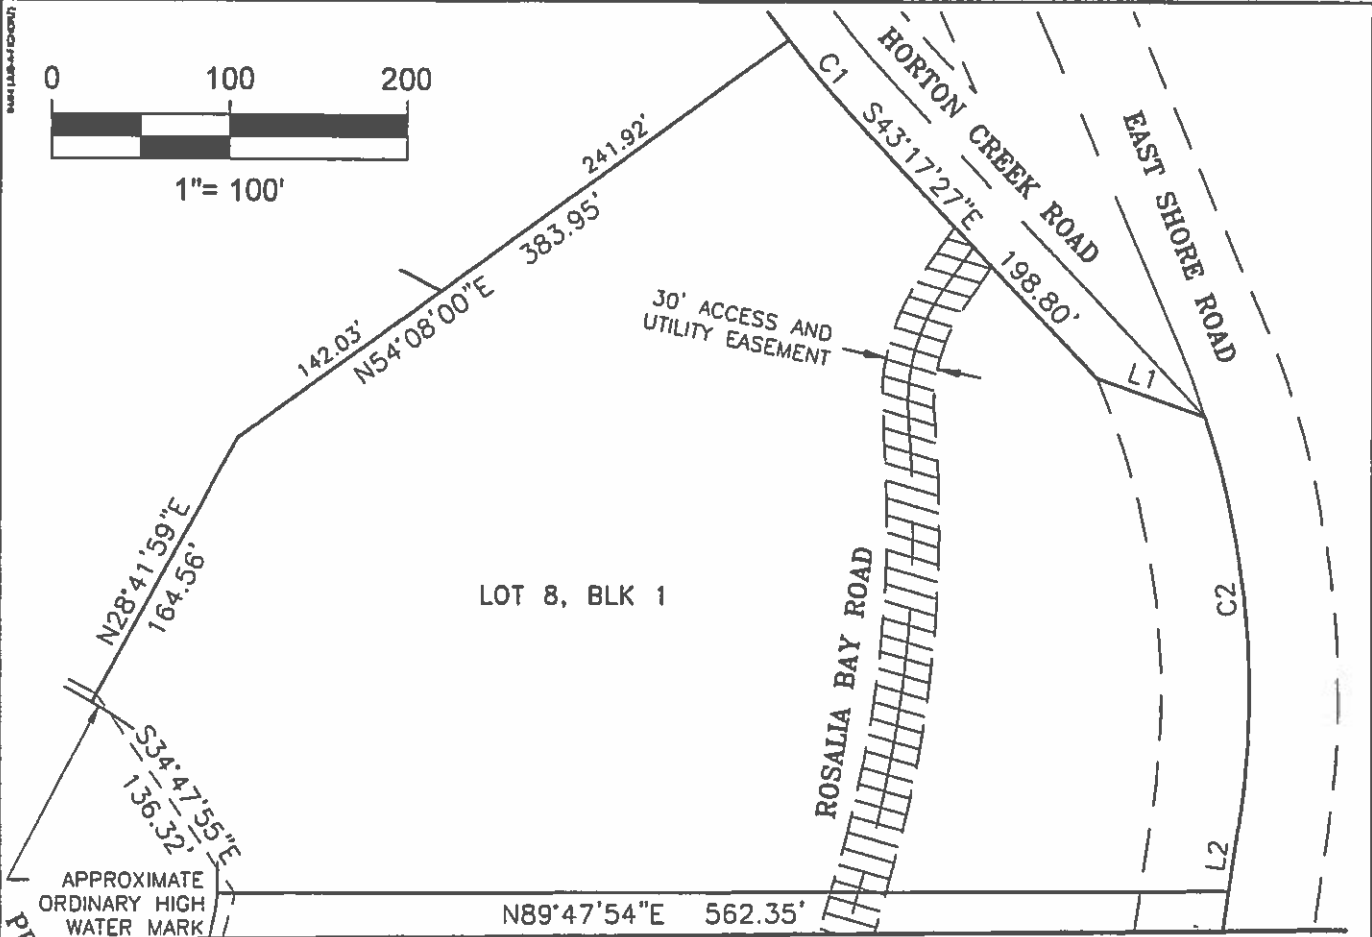 0 100 200
1"= 100'
C1
HORTON CREEK ROAD
EAST SHORE ROAD
S43°17'27"E 198.80'
241.92'
N54°08'00"E 383.95'
142.03'
30' ACCESS AND
UTILITY EASEMENT
L1
N28°41'59"E
164.56'
LOT 8, BLK 1
ROSALIA BAY ROAD
C2
S34°47'55"E
136.32'
L2
APPROXIMATE
ORDINARY HIGH
WATER MARK
N89°47'54"E 562.35'